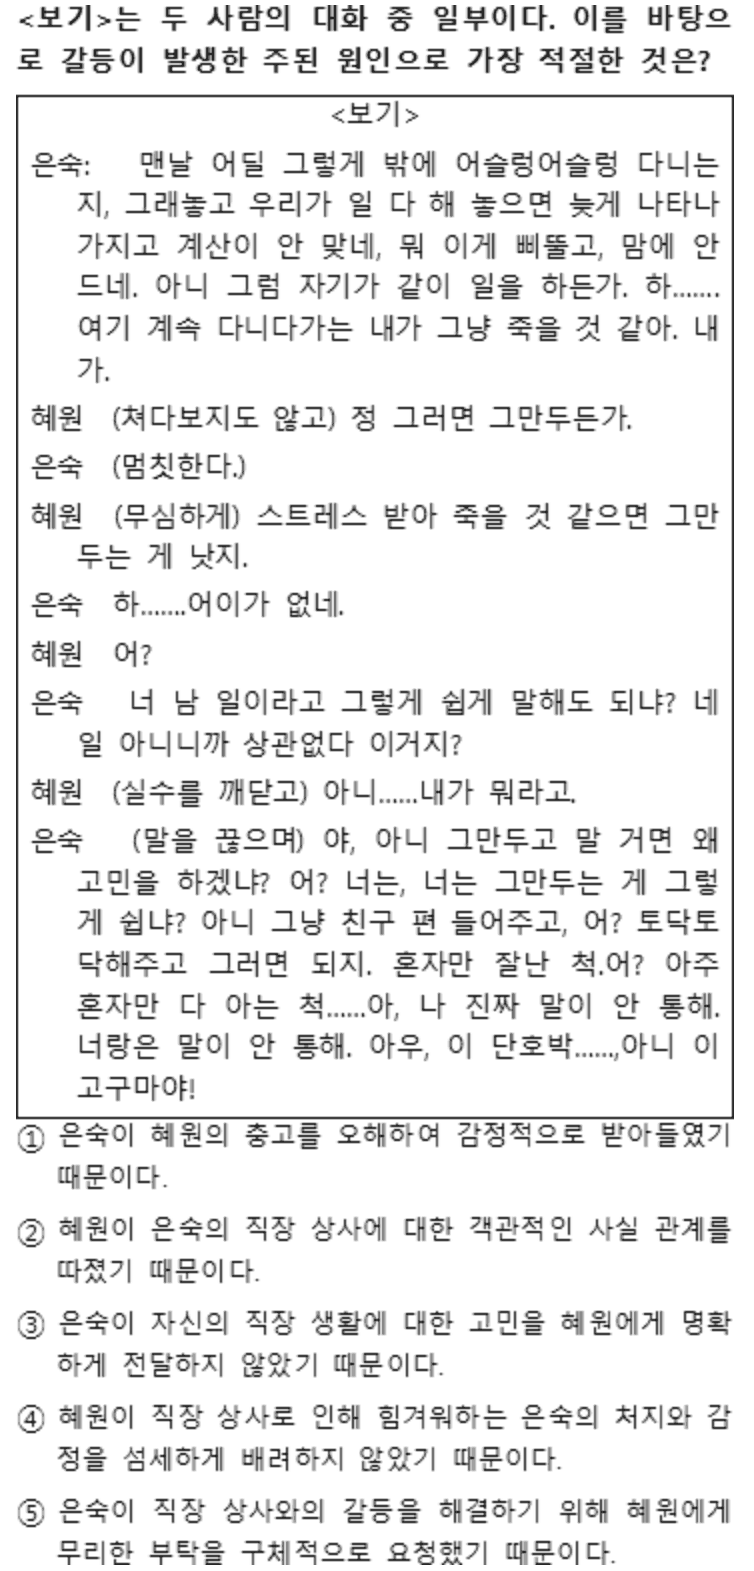 <보기>는 두 사람의 대화 중 일부이다. 이를 바탕으
로 갈등이 발생한 주된 원인으로 가장 적절한 것은?
<보기>
은숙: 맨날 어딜 그렇게 밖에 어슬렁어슬렁 다니는
지, 그래놓고 우리가 일 다 해 놓으면 늦게 나타나
가지고 계산이 안 맞네, 뭐 이게 삐뚤고, 맘에 안
드네. 아니 그럼 자기가 같이 일을 하든가. 하.......
여기 계속 다니다가는 내가 그냥 죽을 것 같아. 내
가.
혜원 (쳐다보지도 않고) 정 그러면 그만두든가.
은숙 (멈칫한다.)
혜원 (무심하게) 스트레스 받아 죽을 것 같으면 그만
두는 게 낫지.
은숙 하.......어이가 없네.
혜원 어?
은숙 너 남 일이라고 그렇게 쉽게 말해도 되냐? 네
일 아니니까 상관없다 이거지?
혜원 (실수를 깨닫고) 아니......내가 뭐라고.
은숙 (말을 끊으며) 야, 아니 그만두고 말 거면 왜
고민을 하겠냐? 어? 너는, 너는 그만두는 게 그렇
게 쉽냐? 아니 그냥 친구 편 들어주고, 어? 토닥토
닥해주고 그러면 되지. 혼자만 잘난 척.어? 아주
혼자만 다 아는 척......아, 나 진짜 말이 안 통해.
너랑은 말이 안 통해. 아우, 이 단호박......,아니 이
고구마야!
① 은숙이 혜원의 충고를 오해하여 감정적으로 받아들였기
때문이다.
② 혜원이 은숙의 직장 상사에 대한 객관적인 사실 관계를
따졌기 때문이다.
③ 은숙이 자신의 직장 생활에 대한 고민을 혜원에게 명확
하게 전달하지 않았기 때문이다.
④ 혜원이 직장 상사로 인해 힘겨워하는 은숙의 처지와 감
정을 섬세하게 배려하지 않았기 때문이다.
⑤ 은숙이 직장 상사와의 갈등을 해결하기 위해 혜원에게
무리한 부탁을 구체적으로 요청했기 때문이다.